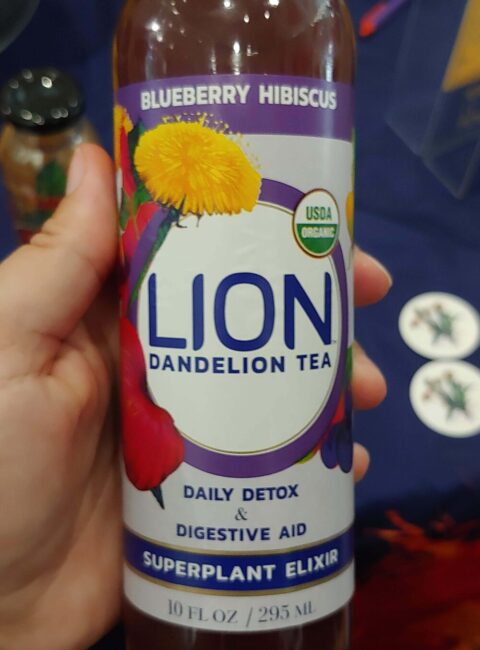 BLUEBERRY HIBISCUS
USDA
ORGANIC
LION
DANDELION TEA
DAILY DETOX
&
DIGESTIVE AID
SUPERPLANT ELIXIR
10 FL OZ / 295 ML